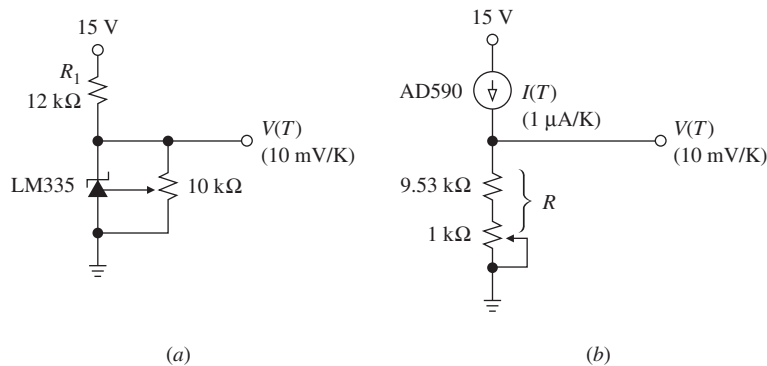 15 V
R1
12 kΩ
V(T)
(10 mV/K)
LM335
10 kΩ
(a)
15 V
AD590
I(T)
(1 μA/K)
V(T)
(10 mV/K)
9.53 kΩ
R
1 kΩ
(b)